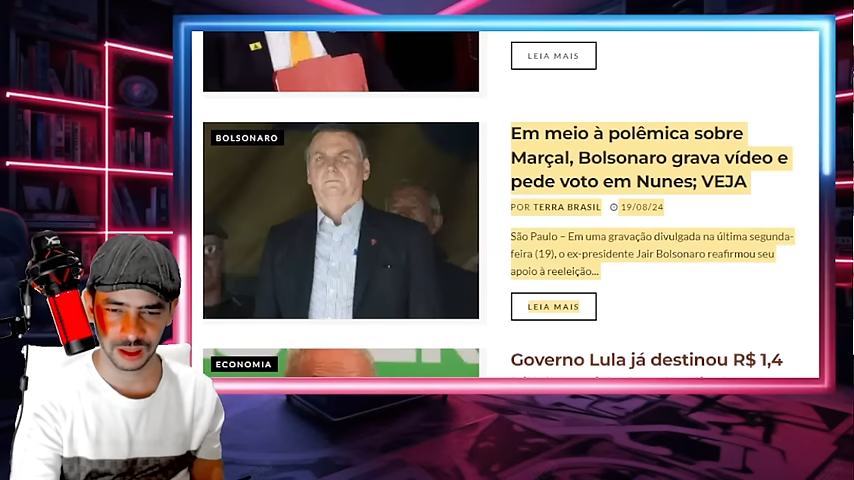 LEIA MAIS
BOLSONARO
Em meio à polêmica sobre
Marçal, Bolsonaro grava vídeo e
pede voto em Nunes; VEJA
POR TERRA BRASIL 19/08/24
São Paulo – Em uma gravação divulgada na última segunda-
feira (19), o ex-presidente Jair Bolsonaro reafirmou seu
apoio à reeleição...
LEIA MAIS
ECONOMIA
Governo Lula já destinou R$ 1,4